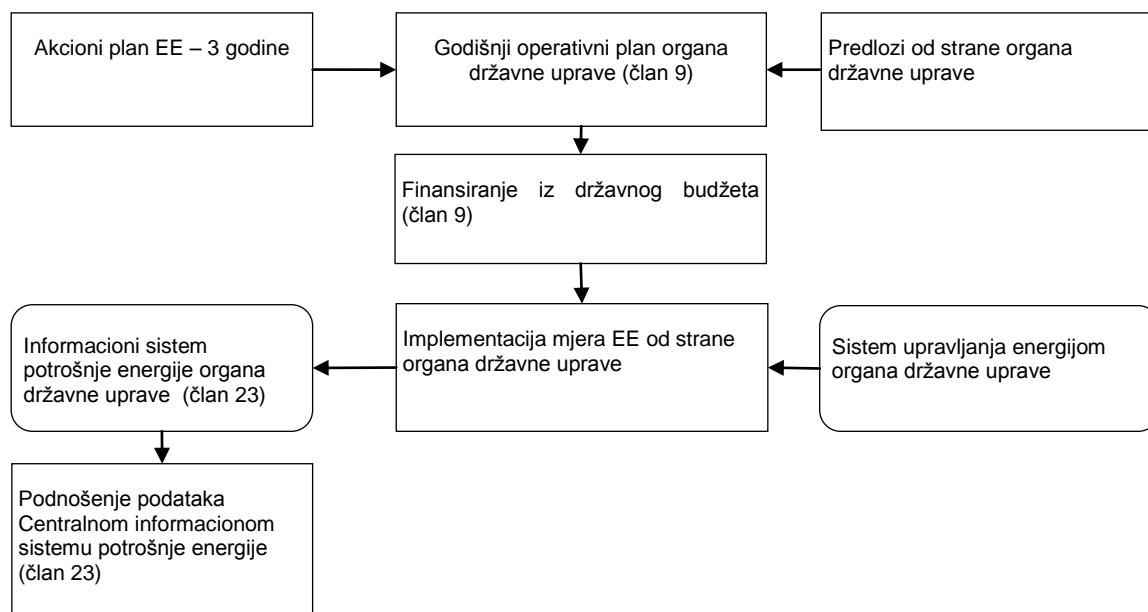 Akcioni plan EE – 3 godine
Godišnji operativni plan organa
državne uprave (član 9)
Predlozi od strane organa
državne uprave
Finansiranje iz državnog budžeta
(član 9)
Informacioni sistem
potrošnje energije organa
državne uprave (član 23)
Implementacija mjera EE od strane
organa državne uprave
Sistem upravljanja energijom
organa državne uprave
Podnošenje podataka
Centralnom informacionom
sistemu potrošnje energije
(član 23)